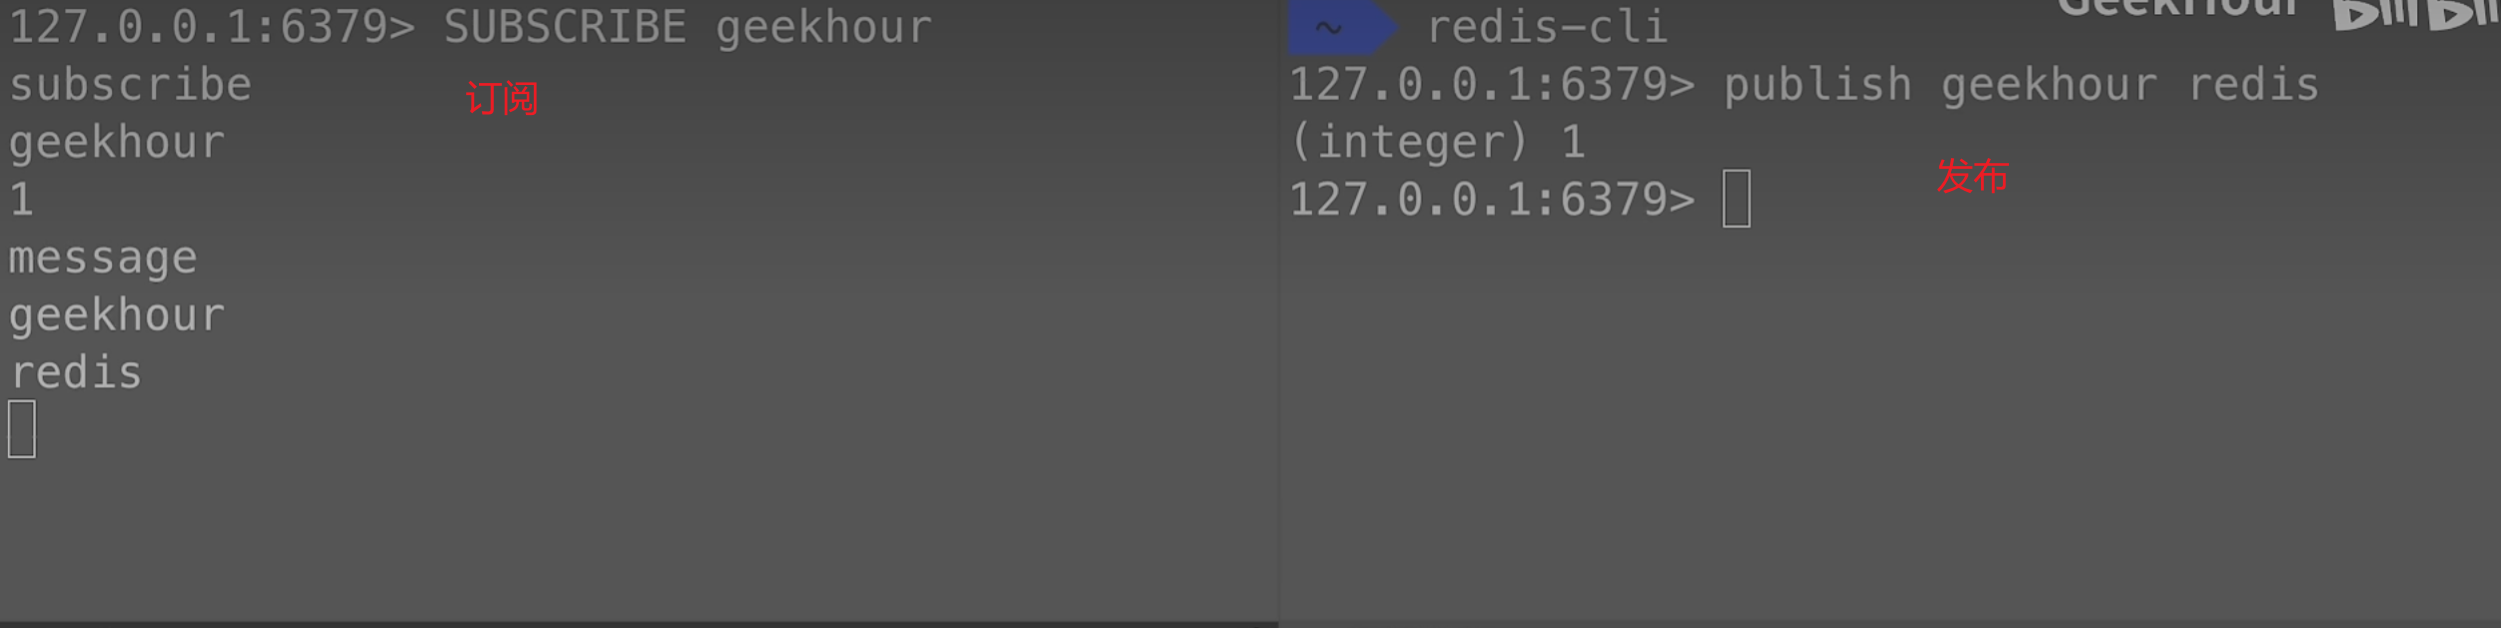 127.0.0.1:6379> SUBSCRIBE geekhour
subscribe
订阅
geekhour
1
message
geekhour
redis
GeekHour
~ redis-cli
127.0.0.1:6379> publish geekhour redis
(integer) 1
发布
127.0.0.1:6379>